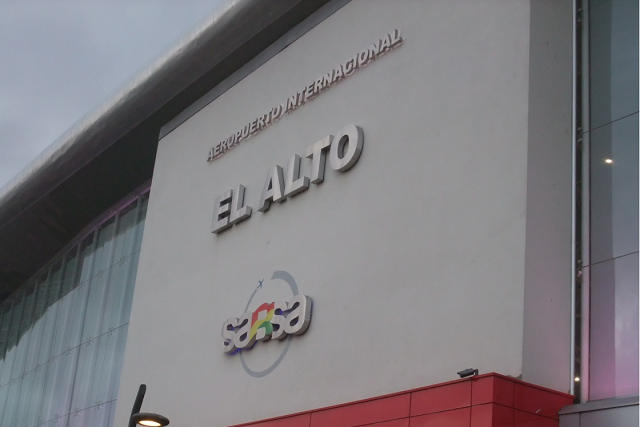 AEROPUERTO INTERNACIONAL
EL ALTO
sabsa